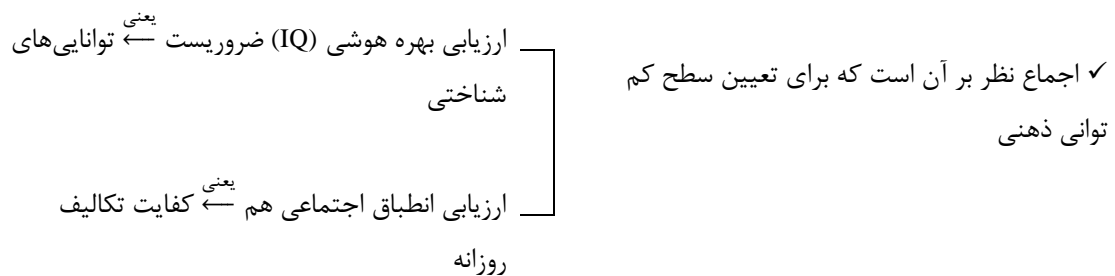 ✓ اجماع نظر بر آن است که برای تعیین سطح کم
توانی ذهنی
ارزیابی بهره هوشی (IQ) ضروریست ⟵یعنی توانایی‌های
شناختی
ارزیابی انطباق اجتماعی هم ⟵یعنی کفایت تکالیف
روزانه